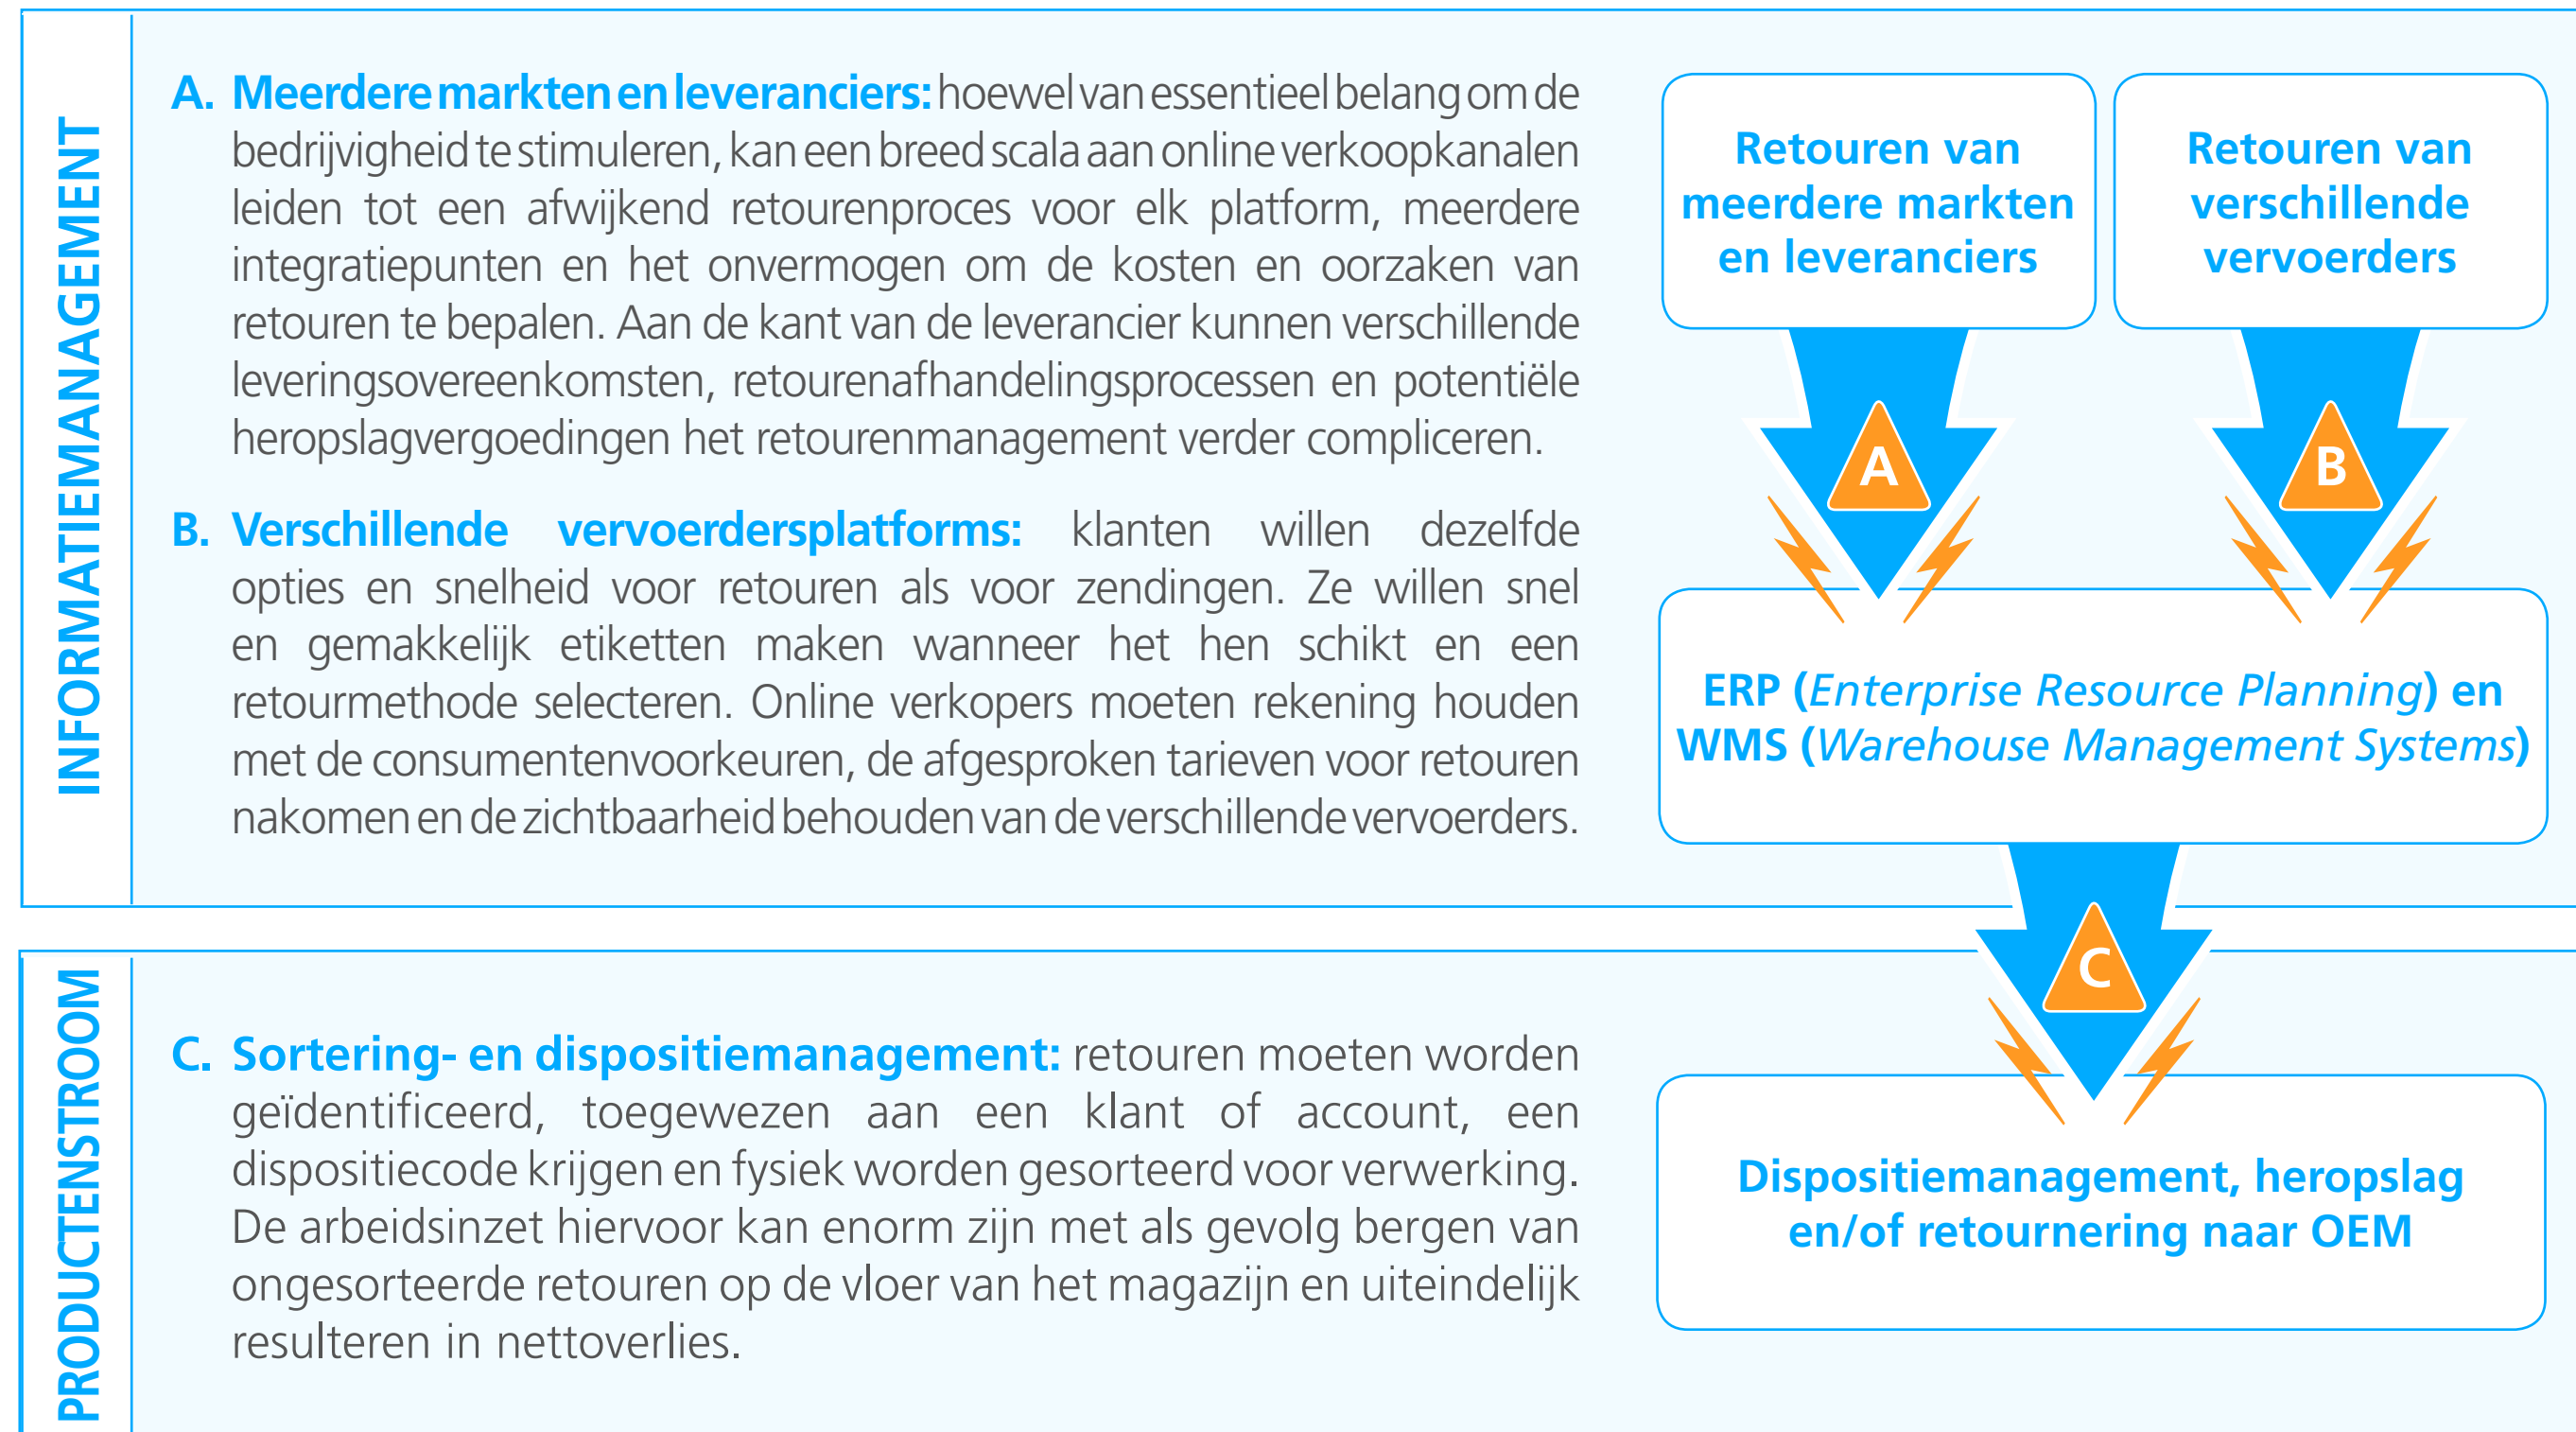 INFORMATIEMANAGEMENT
A. Meerdere markten en leveranciers: hoewel van essentieel belang om de
bedrijvigheid te stimuleren, kan een breed scala aan online verkoopkanalen
leiden tot een afwijkend retourenproces voor elk platform, meerdere
integratiepunten en het onvermogen om de kosten en oorzaken van
retouren te bepalen. Aan de kant van de leverancier kunnen verschillende
leveringsovereenkomsten, retourenafhandelingsprocessen en potentiële
heropslagvergoedingen het retourenmanagement verder compliceren.
B. Verschillende vervoerdersplatforms: klanten willen dezelfde
opties en snelheid voor retouren als voor zendingen. Ze willen snel
en gemakkelijk etiketten maken wanneer het hen schikt en een
retourmethode selecteren. Online verkopers moeten rekening houden
met de consumentenvoorkeuren, de afgesproken tarieven voor retouren
nakomen en de zichtbaarheid behouden van de verschillende vervoerders.
Retouren van
meerdere markten
en leveranciers
Retouren van
verschillende
vervoerders
A
B
ERP (Enterprise Resource Planning) en
WMS (Warehouse Management Systems)
PRODUCTENSTROOM
C. Sortering- en dispositiemanagement: retouren moeten worden
geïdentificeerd, toegewezen aan een klant of account, een
dispositiecode krijgen en fysiek worden gesorteerd voor verwerking.
De arbeidsinzet hiervoor kan enorm zijn met als gevolg bergen van
ongesorteerde retouren op de vloer van het magazijn en uiteindelijk
resulteren in nettoverlies.
C
Dispositiemanagement, heropslag
en/of retournering naar OEM